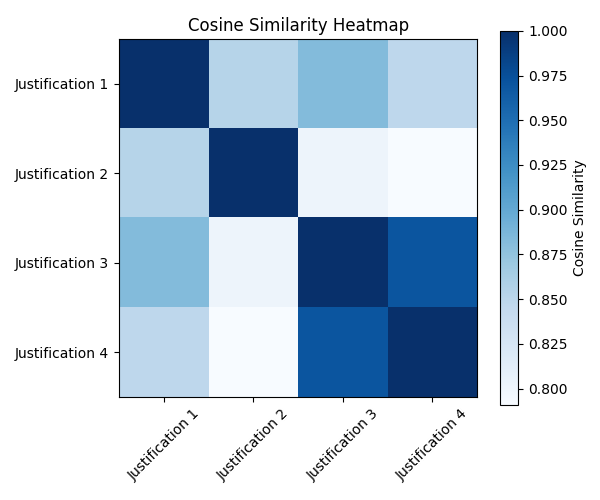 Cosine Similarity Heatmap
Justification 1
Justification 2
Justification 3
Justification 4
Justification 1
Justification 2
Justification 3
Justification 4
1.000
0.975
0.950
0.925
0.900
0.875
0.850
0.825
0.800
Cosine Similarity